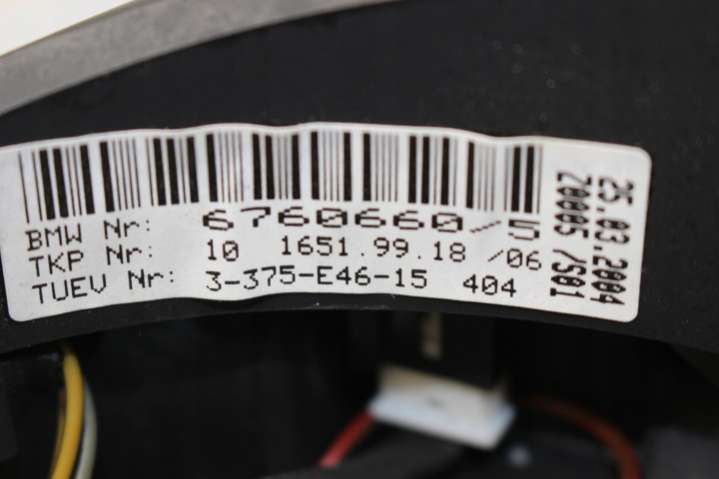 BMW Nr: 6760660/5
TKP Nr: 10 1651.99.18 /06
TUEV Nr: 3-375-E46-15 404
25.03.2004
Z0005 /S01